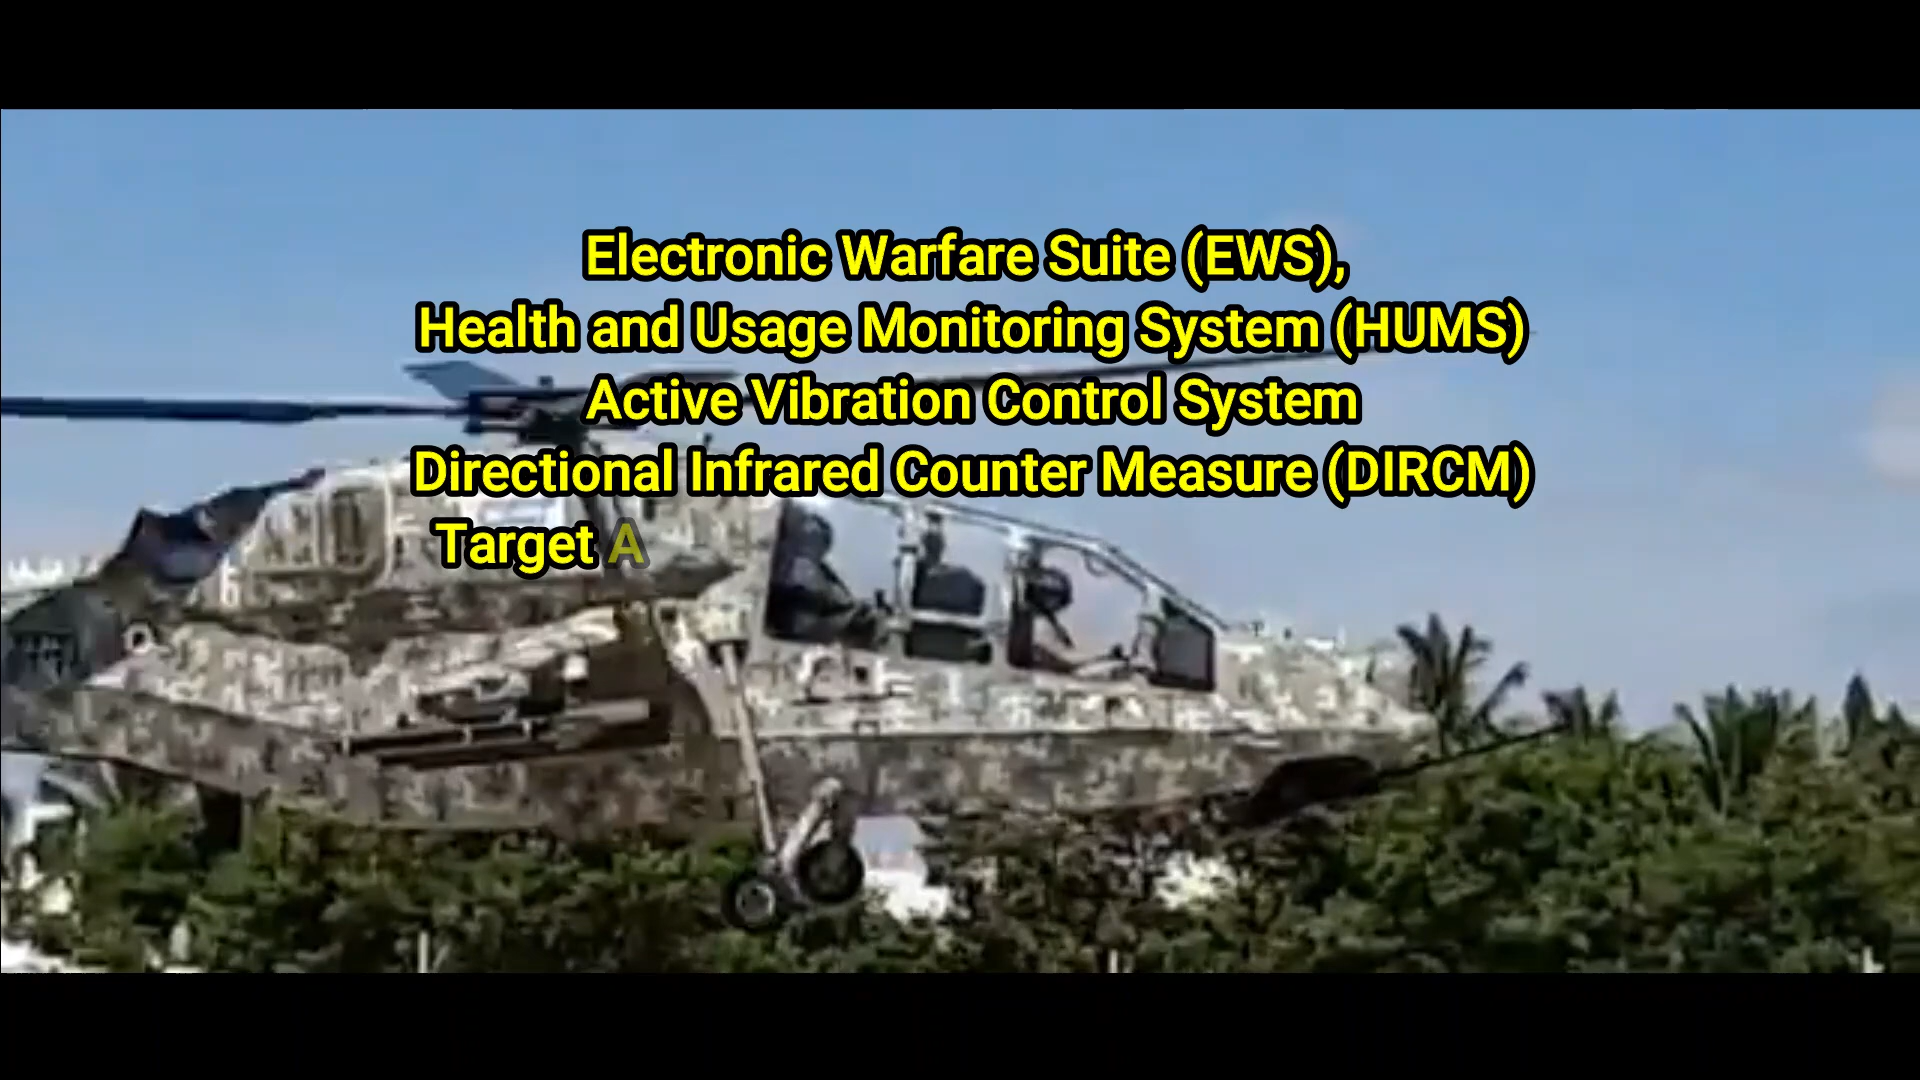 Electronic Warfare Suite (EWS),
Health and Usage Monitoring System (HUMS)
Active Vibration Control System
Directional Infrared Counter Measure (DIRCM)
Target A